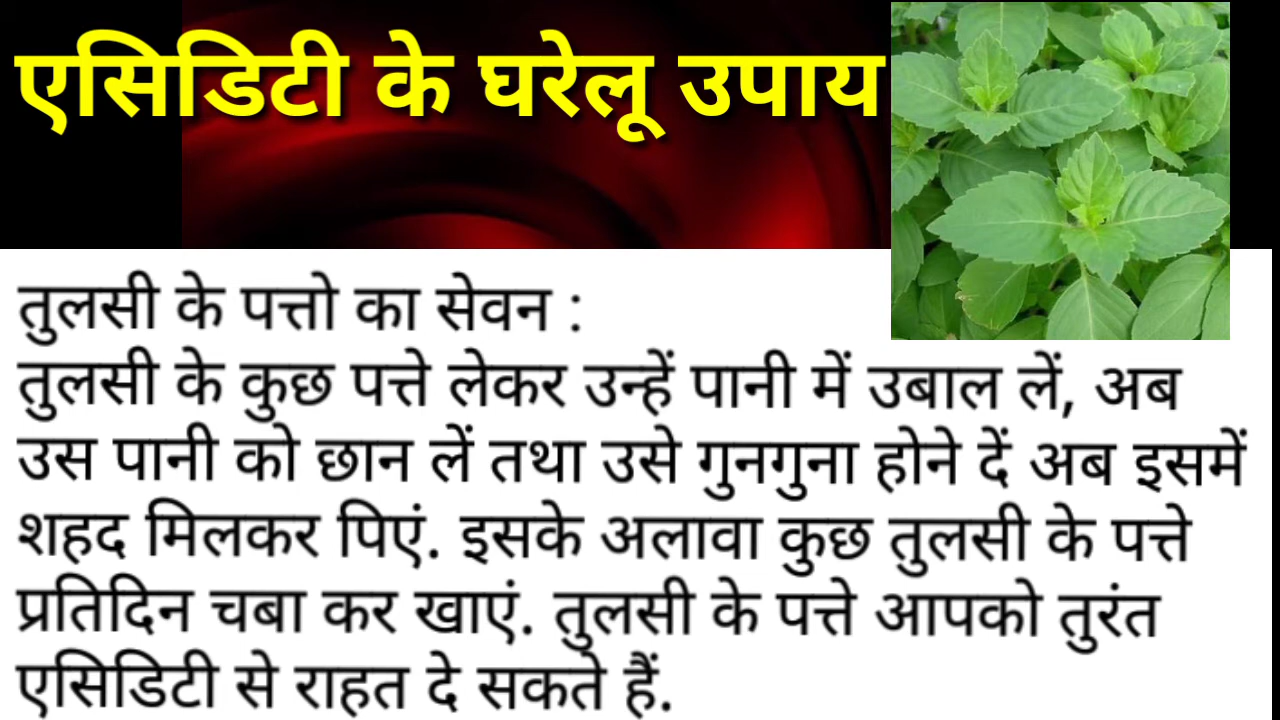 एसिडिटी के घरेलू उपाय
तुलसी के पत्तो का सेवन :
तुलसी के कुछ पत्ते लेकर उन्हें पानी में उबाल लें, अब
उस पानी को छान लें तथा उसे गुनगुना होने दें अब इसमें
शहद मिलकर पिएं. इसके अलावा कुछ तुलसी के पत्ते
प्रतिदिन चबा कर खाएं. तुलसी के पत्ते आपको तुरंत
एसिडिटी से राहत दे सकते हैं.